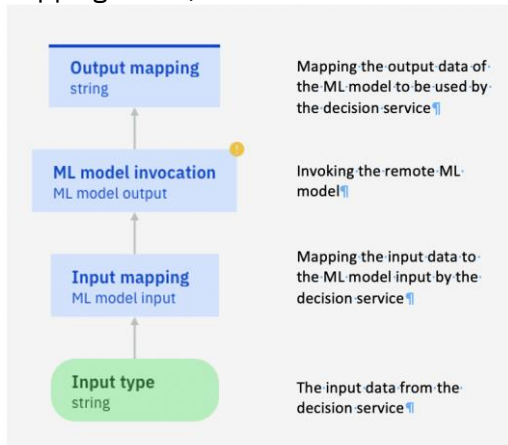 Output mapping
string
Mapping the output data of
the ML model to be used by
the decision service¶
ML model invocation
ML model output
Invoking the remote ML
model¶
Input mapping
ML model input
Mapping the input data to
the ML model input by the
decision service¶
Input type
string
The input data from the
decision service¶